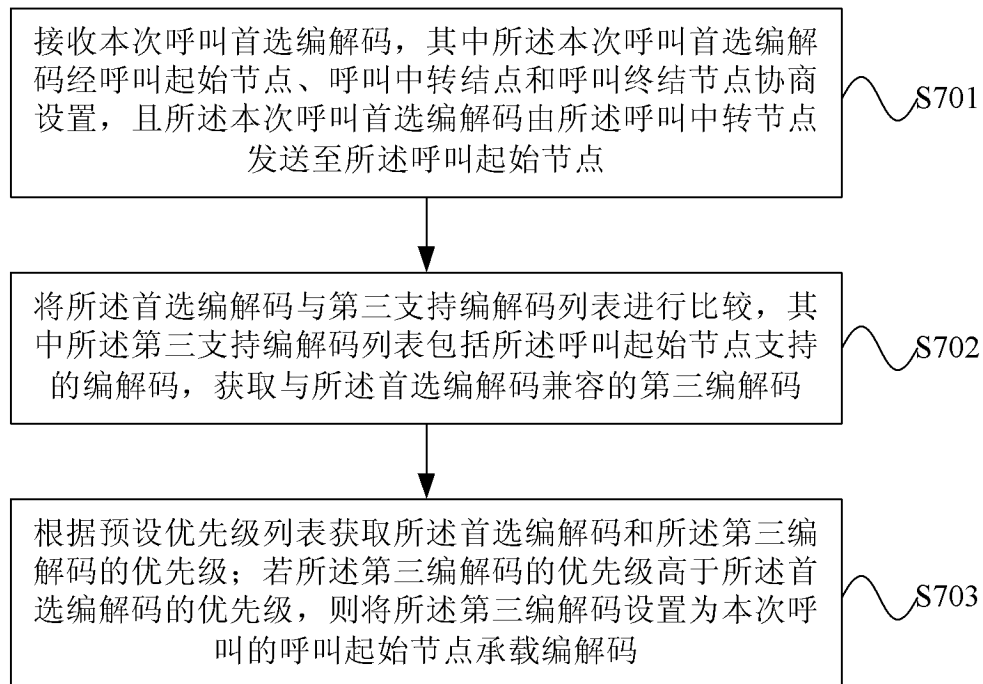 接收本次呼叫首选编解码，其中所述本次呼叫首选编解
码经呼叫起始节点、呼叫中转结点和呼叫终结节点协商
设置，且所述本次呼叫首选编解码由所述呼叫中转节点
发送至所述呼叫起始节点
S701
将所述首选编解码与第三支持编解码列表进行比较，其
中所述第三支持编解码列表包括所述呼叫起始节点支持
的编解码，获取与所述首选编解码兼容的第三编解码
S702
根据预设优先级列表获取所述首选编解码和所述第三编
解码的优先级；若所述第三编解码的优先级高于所述首
选编解码的优先级，则将所述第三编解码设置为本次呼
叫的呼叫起始节点承载编解码
S703